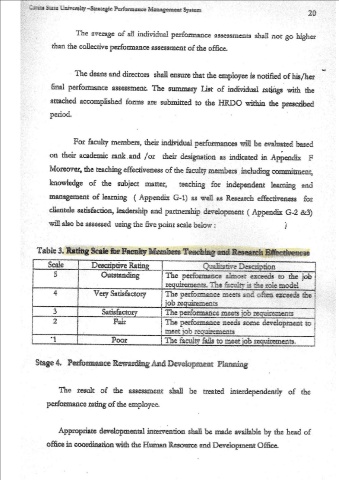 Cavite State University –Strategic Performance Management System
20
The average of all individual performance assessments shall not go higher
than the collective performance assessment of the office.
The deans and directors shall ensure that the employee is notified of his/her
final performance assessment. The summary List of individual ratings with the
attached accomplished forms are submitted to the HRDO within the prescribed
period.
For faculty members, their individual performances will be evaluated based
on their academic rank and /or their designation as indicated in Appendix F
Moreover, the teaching effectiveness of the faculty members including commitment,
knowledge of the subject matter, teaching for independent learning and
management of learning ( Appendix G-1) as well as Research effectiveness for
clientele satisfaction, leadership and partnership development ( Appendix G-2 &3)
will also be assessed using the five point scale below :
Table 3. Rating Scale for Faculty Members Teaching and Research Effectiveness
Scale Descriptive Rating Qualitative Description
5 Outstanding The performance almost exceeds to the job
requirements. The faculty is the role model
4 Very Satisfactory The performance meets and often exceeds the
job requirements
3 Satisfactory The performance meets job requirements
2 Fair The performance needs some development to
meet job requirements
1 Poor The faculty fails to meet job requirements.
Stage 4. Performance Rewarding And Development Planning
The result of the assessment shall be treated interdependently of the
performance rating of the employee.
Appropriate developmental intervention shall be made available by the head of
office in coordination with the Human Resource and Development Office.